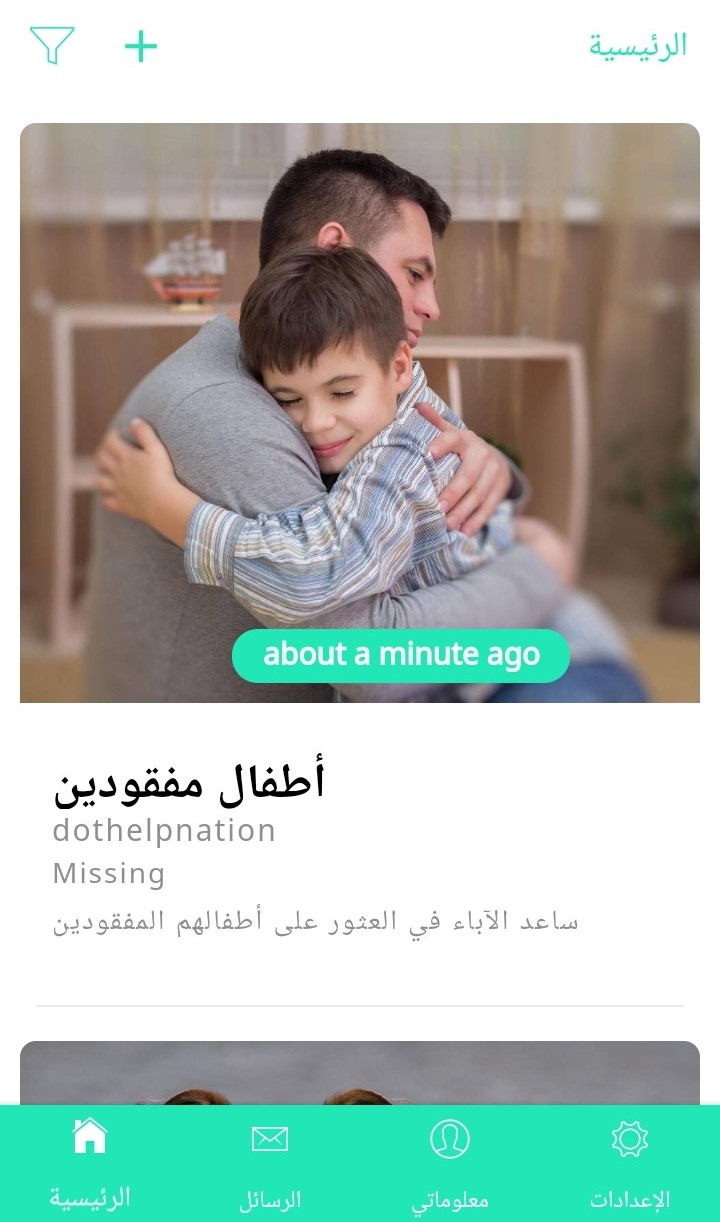 الرئيسية
about a minute ago
أطفال مفقودين
dothelpnation
Missing
ساعد الآباء في العثور على أطفالهم المفقودين
الرئيسية
الرسائل
معلوماتي
الإعدادات